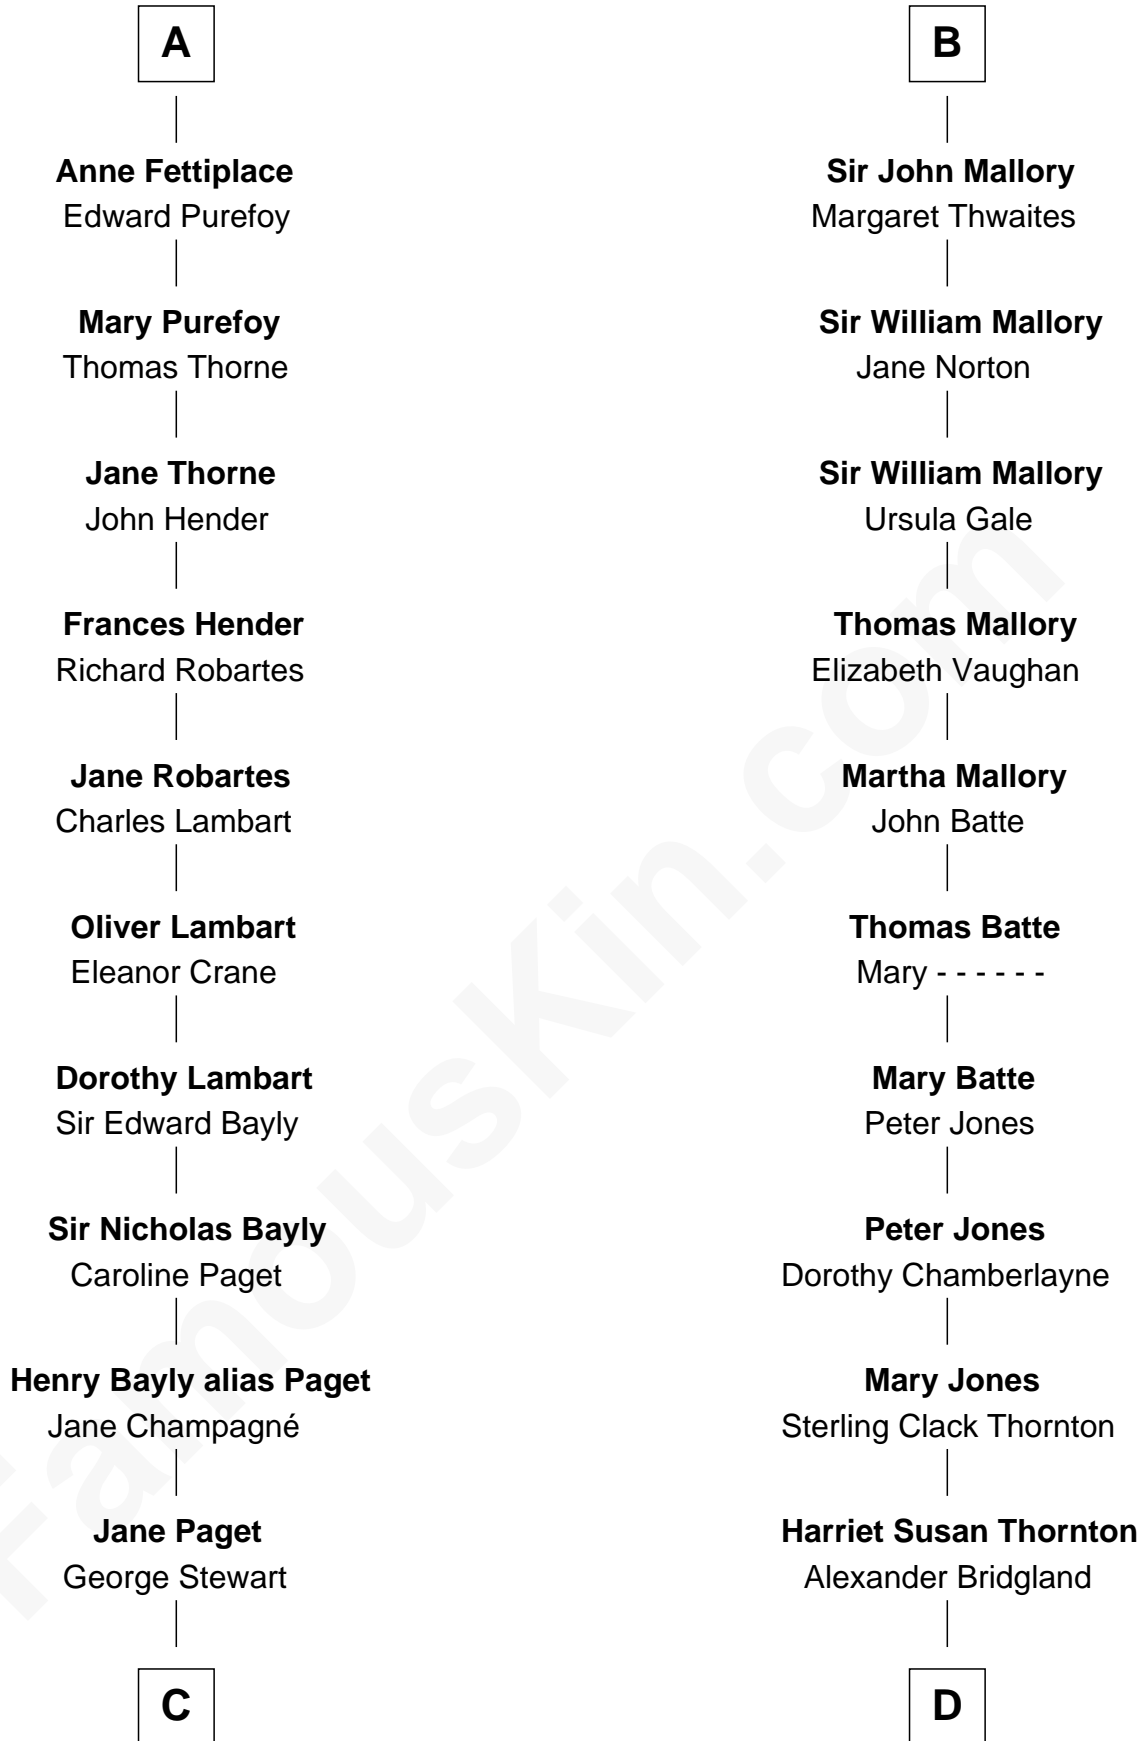 A
Anne Fettiplace
Edward Purefoy
Mary Purefoy
Thomas Thorne
Jane Thorne
John Hender
Frances Hender
Richard Robartes
Jane Robartes
Charles Lambart
Oliver Lambart
Eleanor Crane
Dorothy Lambart
Sir Edward Bayly
Sir Nicholas Bayly
Caroline Paget
Henry Bayly alias Paget
Jane Champagné
Jane Paget
George Stewart
C
B
Sir John Mallory
Margaret Thwaites
Sir William Mallory
Jane Norton
Sir William Mallory
Ursula Gale
Thomas Mallory
Elizabeth Vaughan
Martha Mallory
John Batte
Thomas Batte
Mary - - - - - -
Mary Batte
Peter Jones
Peter Jones
Dorothy Chamberlayne
Mary Jones
Sterling Clack Thornton
Harriet Susan Thornton
Alexander Bridgland
D
FamousKin.com